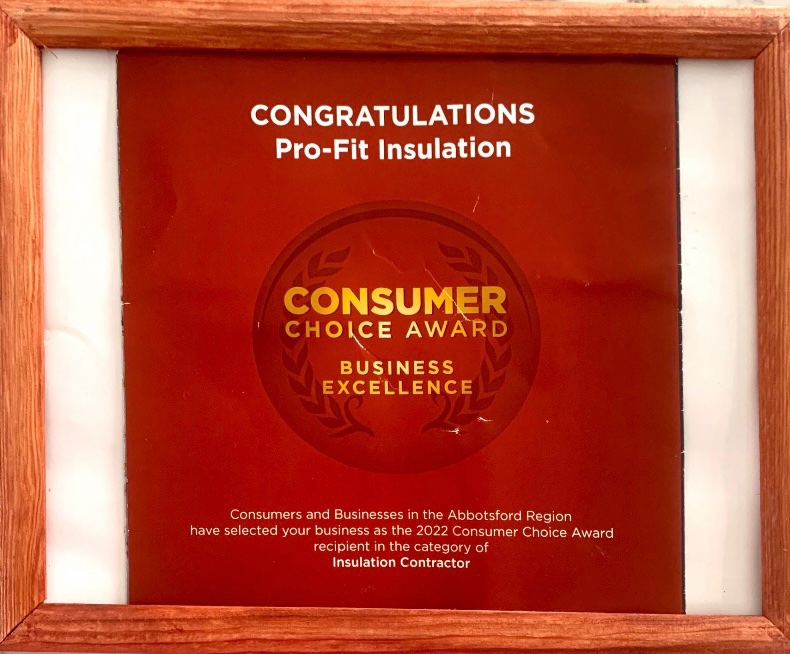 CONGRATULATIONS
Pro-Fit Insulation
CONSUMER
CHOICE AWARD
BUSINESS
EXCELLENCE
Consumers and Businesses in the Abbotsford Region
have selected your business as the 2022 Consumer Choice Award
recipient in the category of
Insulation Contractor